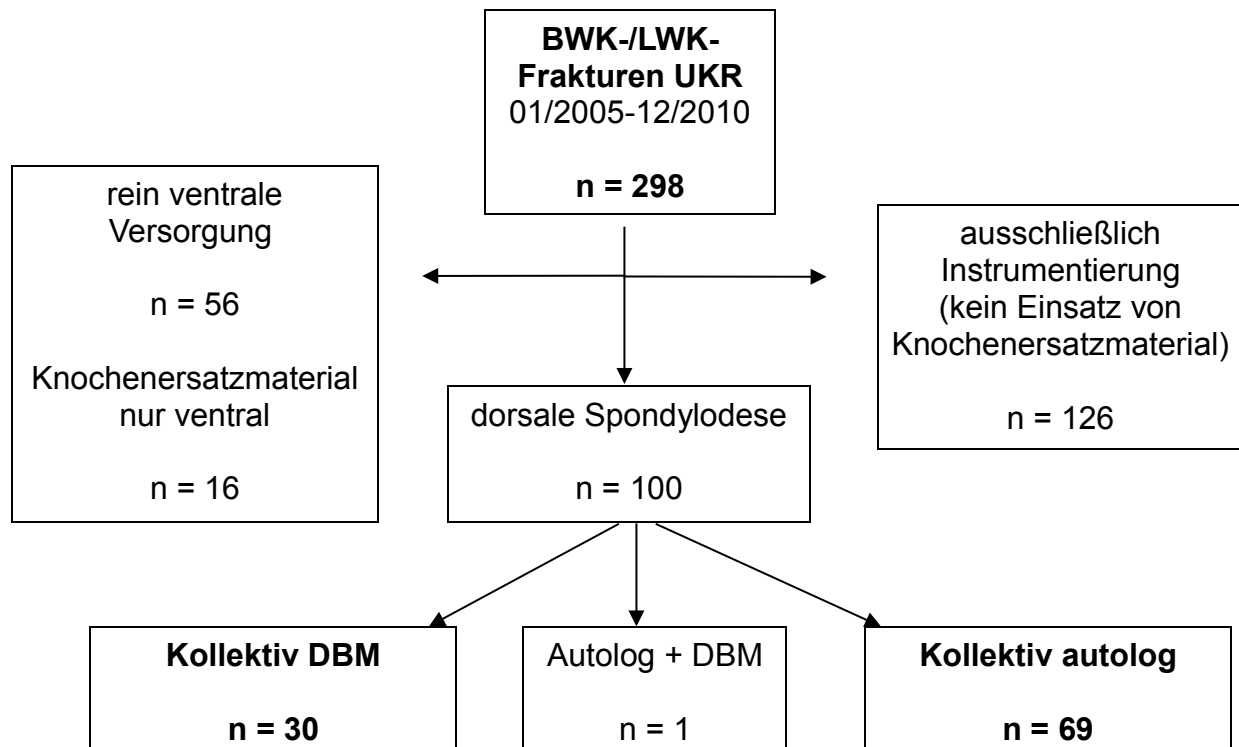 BWK-/LWK-
Frakturen UKR
01/2005-12/2010
n = 298
rein ventrale
Versorgung
n = 56
Knochenersatzmaterial
nur ventral
n = 16
ausschließlich
Instrumentierung
(kein Einsatz von
Knochenersatzmaterial)
n = 126
dorsale Spondylodese
n = 100
Kollektiv DBM
n = 30
Autolog + DBM
n = 1
Kollektiv autolog
n = 69